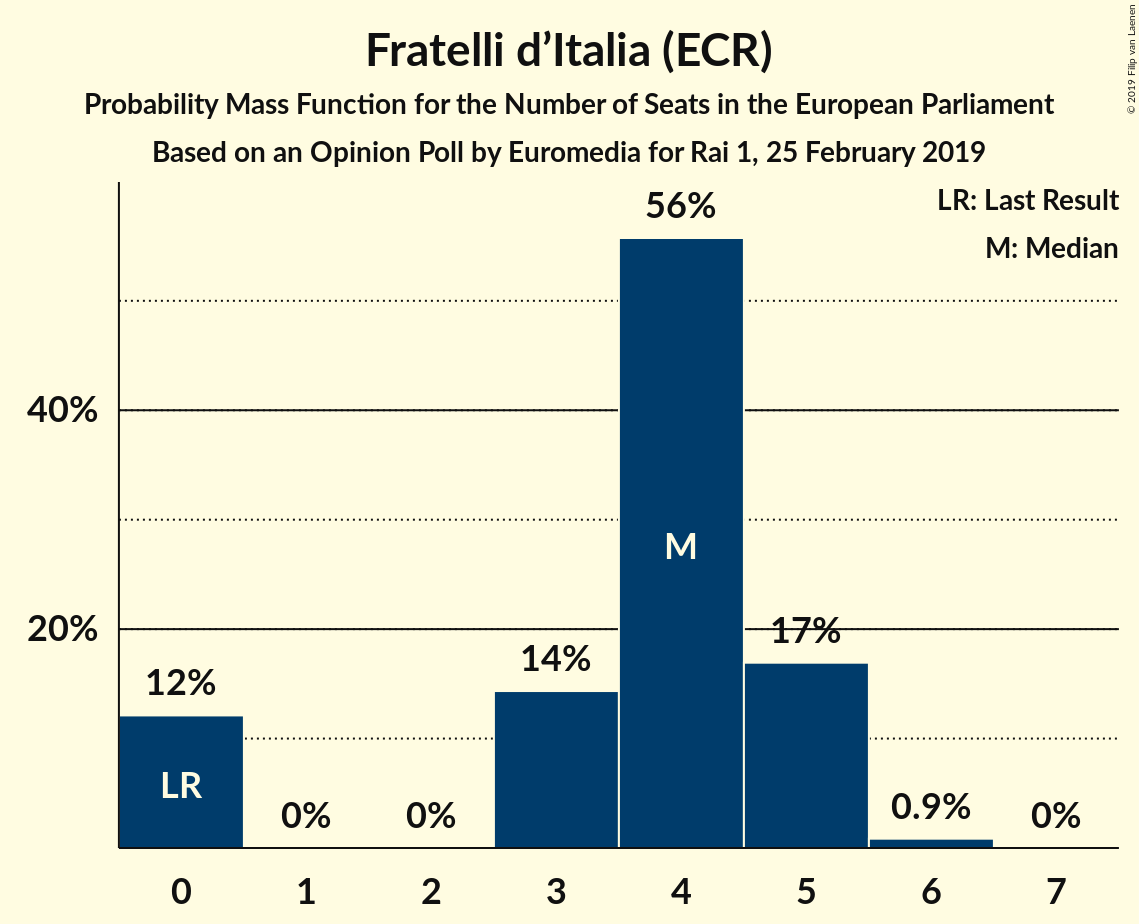 Fratelli d’Italia (ECR)
Probability Mass Function for the Number of Seats in the European Parliament
Based on an Opinion Poll by Euromedia for Rai 1, 25 February 2019
© 2019 Filip van Laenen
LR: Last Result
M: Median
56%
40%
M
20%
17%
14%
12%
LR
0%
0%
0.9%
0%
0 1 2 3 4 5 6 7